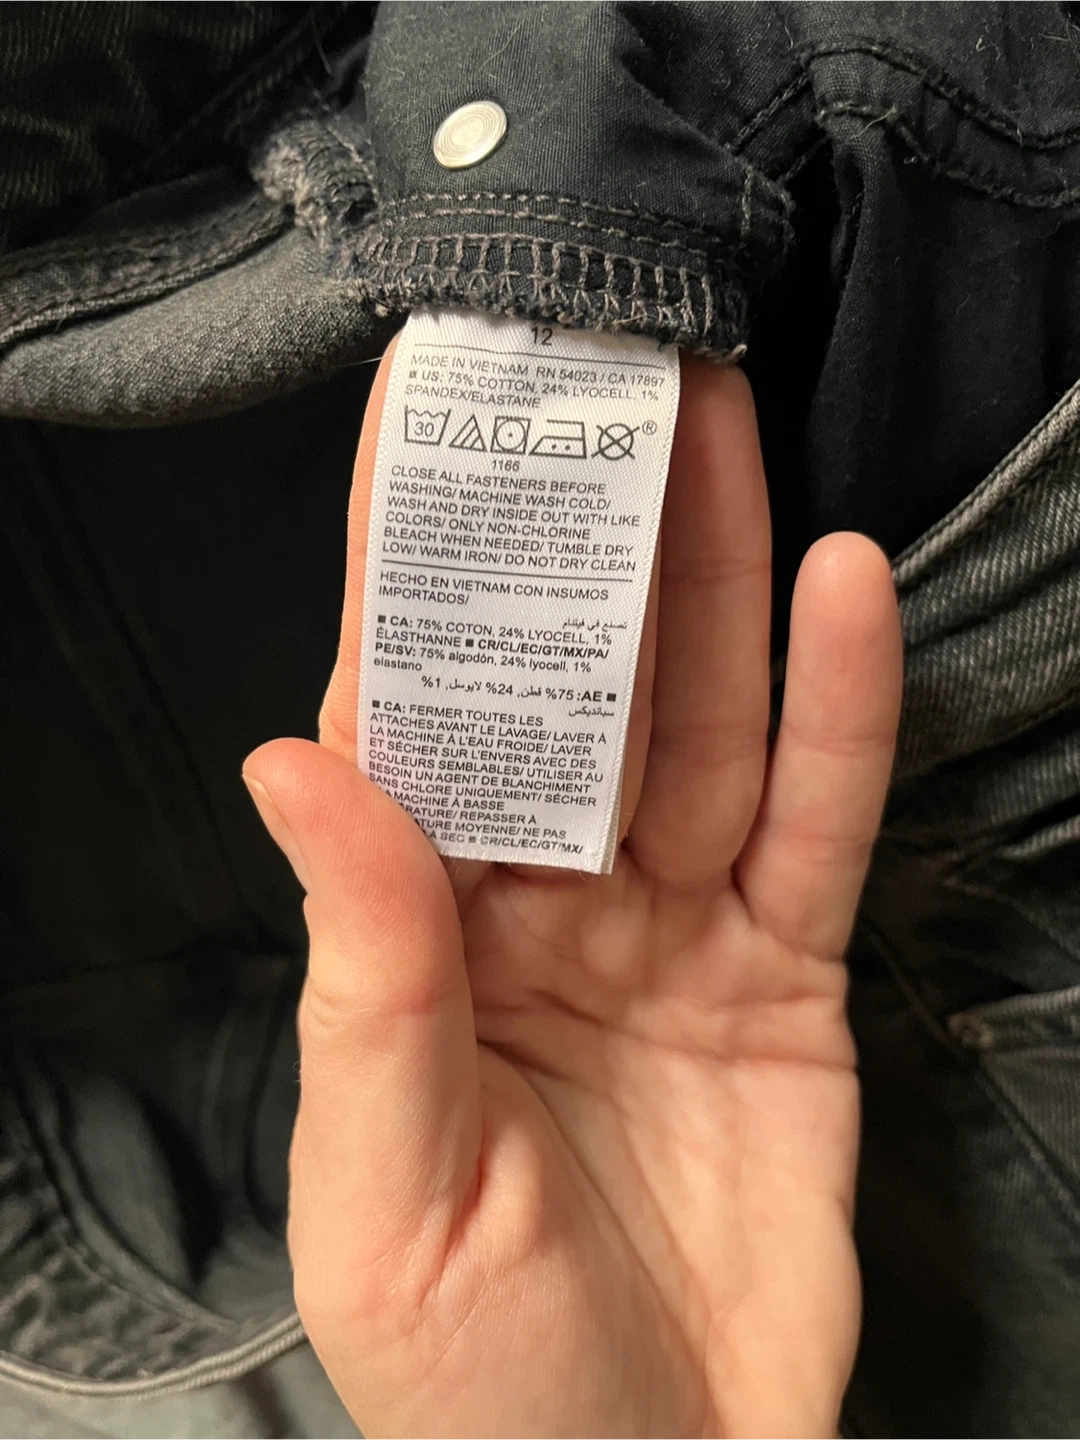 12
MADE IN VIETNAM RN 54023 / CA 17897
■ US: 75% COTTON, 24% LYOCELL, 1%
SPANDEX/ELASTANE
30 ®
1166
CLOSE ALL FASTENERS BEFORE
WASHING/ MACHINE WASH COLD/
WASH AND DRY INSIDE OUT WITH LIKE
COLORS/ ONLY NON-CHLORINE
BLEACH WHEN NEEDED/ TUMBLE DRY
LOW/ WARM IRON/ DO NOT DRY CLEAN
HECHO EN VIETNAM CON INSUMOS
IMPORTADOS/
تصنع في فيتنام
■ CA: 75% COTON, 24% LYOCELL, 1%
ÉLASTHANNE ■ CR/CL/EC/GT/MX/PA/
PE/SV: 75% algodón, 24% lyocell, 1%
elastano
■ AE: 75% قطن, 24% لايوسل, 1%
سبانديكس
■ CA: FERMER TOUTES LES
ATTACHES AVANT LE LAVAGE/ LAVER À
LA MACHINE À L'EAU FROIDE/ LAVER
ET SÉCHER SUR L'ENVERS AVEC DES
COULEURS SEMBLABLES/ UTILISER AU
BESOIN UN AGENT DE BLANCHIMENT
SANS CHLORE UNIQUEMENT/ SÉCHER
LA MACHINE À BASSE
RATURE/ REPASSER À
ATURE MOYENNE/ NE PAS
À SEC ■ CR/CL/EC/GT/MX/